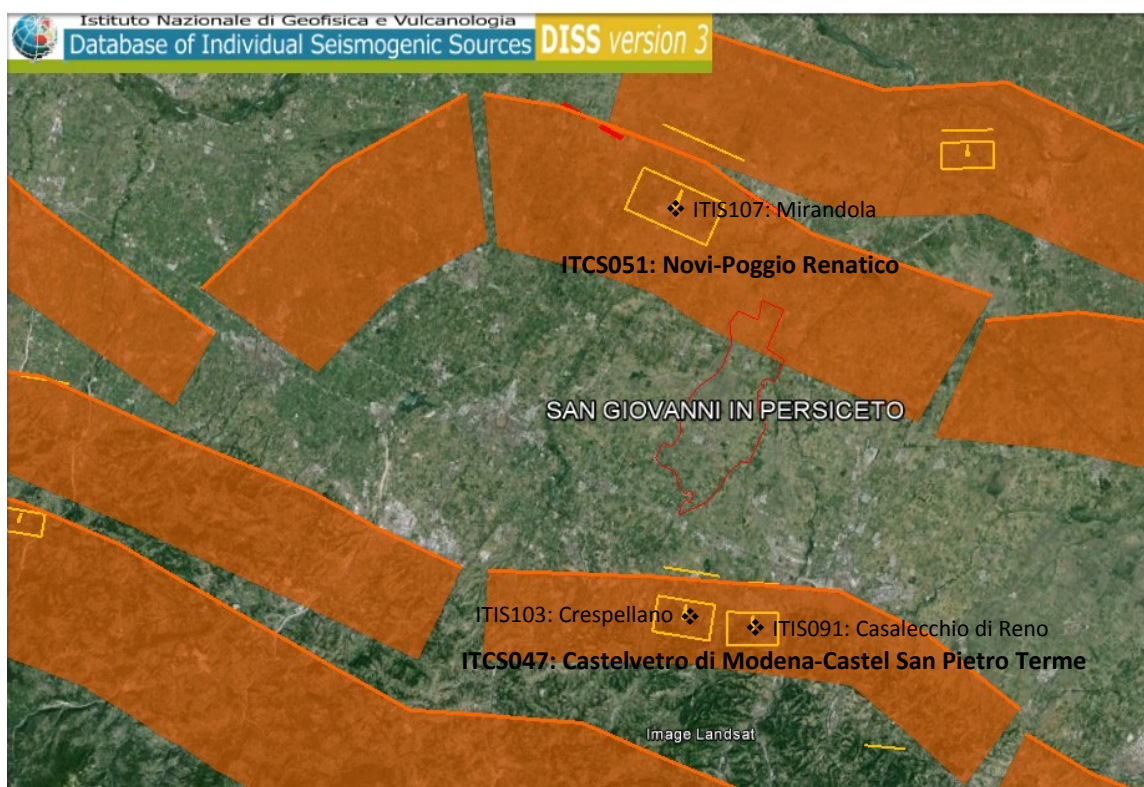 Istituto Nazionale di Geofisica e Vulcanologia
Database of Individual Seismogenic Sources DISS version 3
ITIS107: Mirandola
ITCS051: Novi-Poggio Renatico
SAN GIOVANNI IN PERSICETO
ITIS103: Crespellano
ITIS091: Casalecchio di Reno
ITCS047: Castelvetro di Modena-Castel San Pietro Terme
Image Landsat